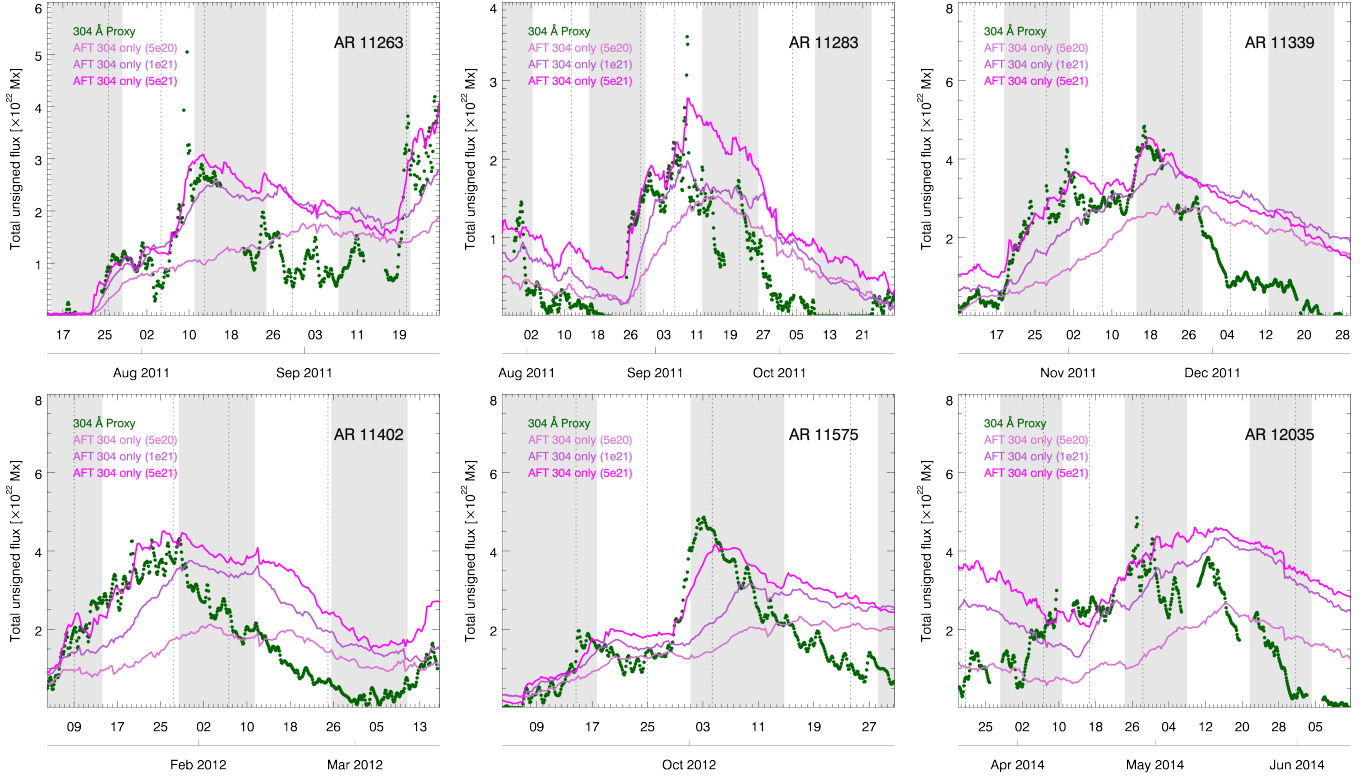 Total unsigned flux [×10²² Mx]
6
5
4
3
2
1
304 Å Proxy
AFT 304 only (5e20)
AFT 304 only (1e21)
AFT 304 only (5e21)
AR 11263
17 25 02 10 18 26 03 11 19
Aug 2011 Sep 2011
Total unsigned flux [×10²² Mx]
4
3
2
1
304 Å Proxy
AFT 304 only (5e20)
AFT 304 only (1e21)
AFT 304 only (5e21)
AR 11283
02 10 18 26 03 11 19 27 05 13 21
Aug 2011 Sep 2011 Oct 2011
Total unsigned flux [×10²² Mx]
8
6
4
2
304 Å Proxy
AFT 304 only (5e20)
AFT 304 only (1e21)
AFT 304 only (5e21)
AR 11339
17 25 02 10 18 26 04 12 20 28
Nov 2011 Dec 2011
Total unsigned flux [×10²² Mx]
8
6
4
2
304 Å Proxy
AFT 304 only (5e20)
AFT 304 only (1e21)
AFT 304 only (5e21)
AR 11402
09 17 25 02 10 18 26 05 13
Feb 2012 Mar 2012
Total unsigned flux [×10²² Mx]
8
6
4
2
304 Å Proxy
AFT 304 only (5e20)
AFT 304 only (1e21)
AFT 304 only (5e21)
AR 11575
09 17 25 03 11 19 27
Oct 2012
Total unsigned flux [×10²² Mx]
8
6
4
2
304 Å Proxy
AFT 304 only (5e20)
AFT 304 only (1e21)
AFT 304 only (5e21)
AR 12035
25 02 10 18 26 04 12 20 28 05
Apr 2014 May 2014 Jun 2014